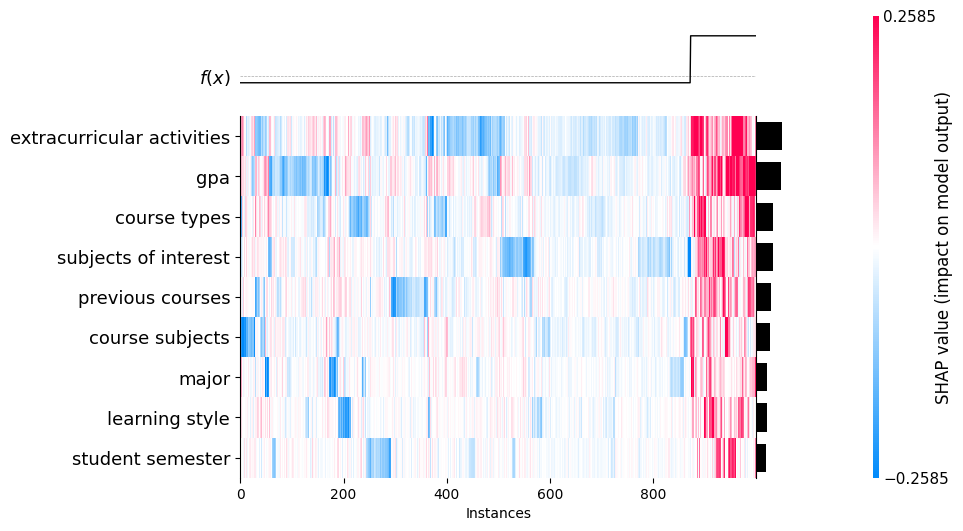 0.2585
f(x)
extracurricular activities
gpa
course types
subjects of interest
previous courses
course subjects
major
learning style
student semester
0 200 400 600 800
Instances
SHAP value (impact on model output)
−0.2585